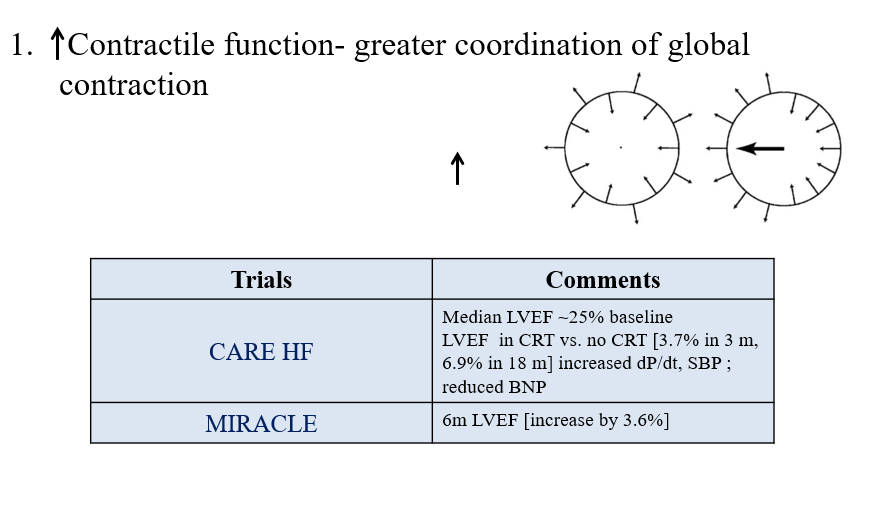 1. ↑Contractile function- greater coordination of global
contraction
↑
Trials
Comments
CARE HF
Median LVEF ~25% baseline
LVEF in CRT vs. no CRT [3.7% in 3 m,
6.9% in 18 m] increased dP/dt, SBP ;
reduced BNP
MIRACLE
6m LVEF [increase by 3.6%]